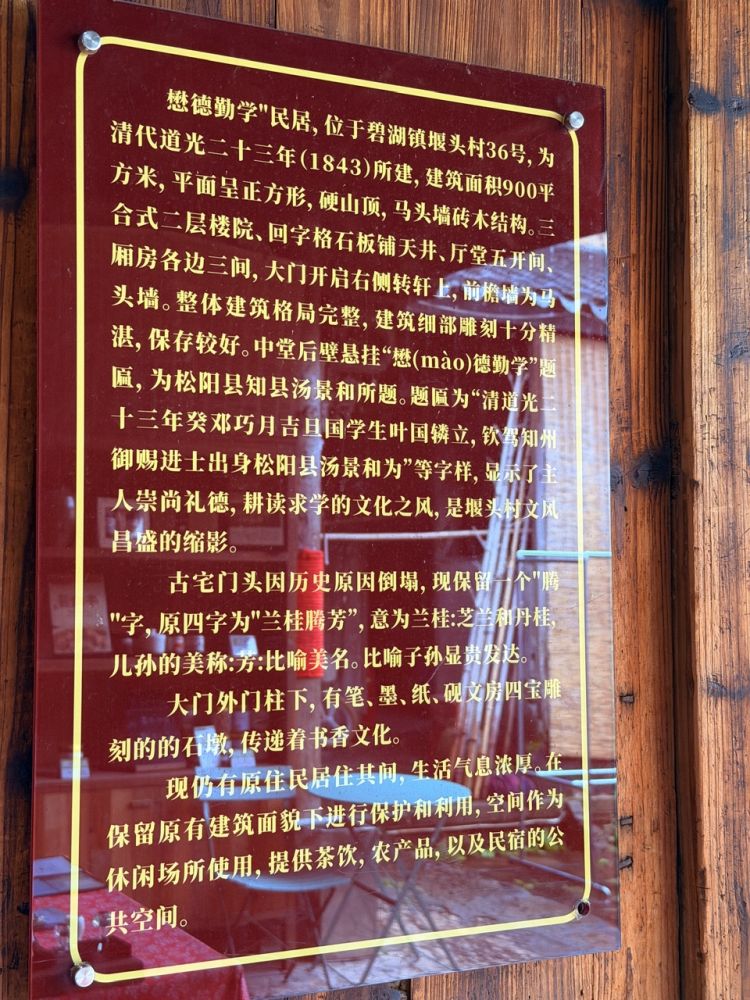 懋德勤学"民居, 位于碧湖镇堰头村36号, 为
清代道光二十三年(1843)所建, 建筑面积900平
方米, 平面呈正方形, 硬山顶, 马头墙砖木结构。三
合式二层楼院、回字格石板铺天井、厅堂五开间、
厢房各边三间, 大门开启右侧转轩上, 前檐墙为马
头墙。整体建筑格局完整, 建筑细部雕刻十分精
湛, 保存较好。中堂后壁悬挂“懋(mào)德勤学”题
匾, 为松阳县知县汤景和所题。题匾为“清道光二
十三年癸邓巧月吉旦国学生叶国辚立, 钦驾知州
御赐进士出身松阳县汤景和为”等字样, 显示了主
人崇尚礼德, 耕读求学的文化之风, 是堰头村文风
昌盛的缩影。
古宅门头因历史原因倒塌, 现保留一个"腾
"字, 原四字为"兰桂腾芳”, 意为兰桂:芝兰和丹桂,
儿孙的美称:芳:比喻美名。比喻子孙显贵发达。
大门外门柱下, 有笔、墨、纸、砚文房四宝雕
刻的的石墩, 传递着书香文化。
现仍有原住民居住其间, 生活气息浓厚。在
保留原有建筑面貌下进行保护和利用, 空间作为
休闲场所使用, 提供茶饮, 农产品, 以及民宿的公
共空间。